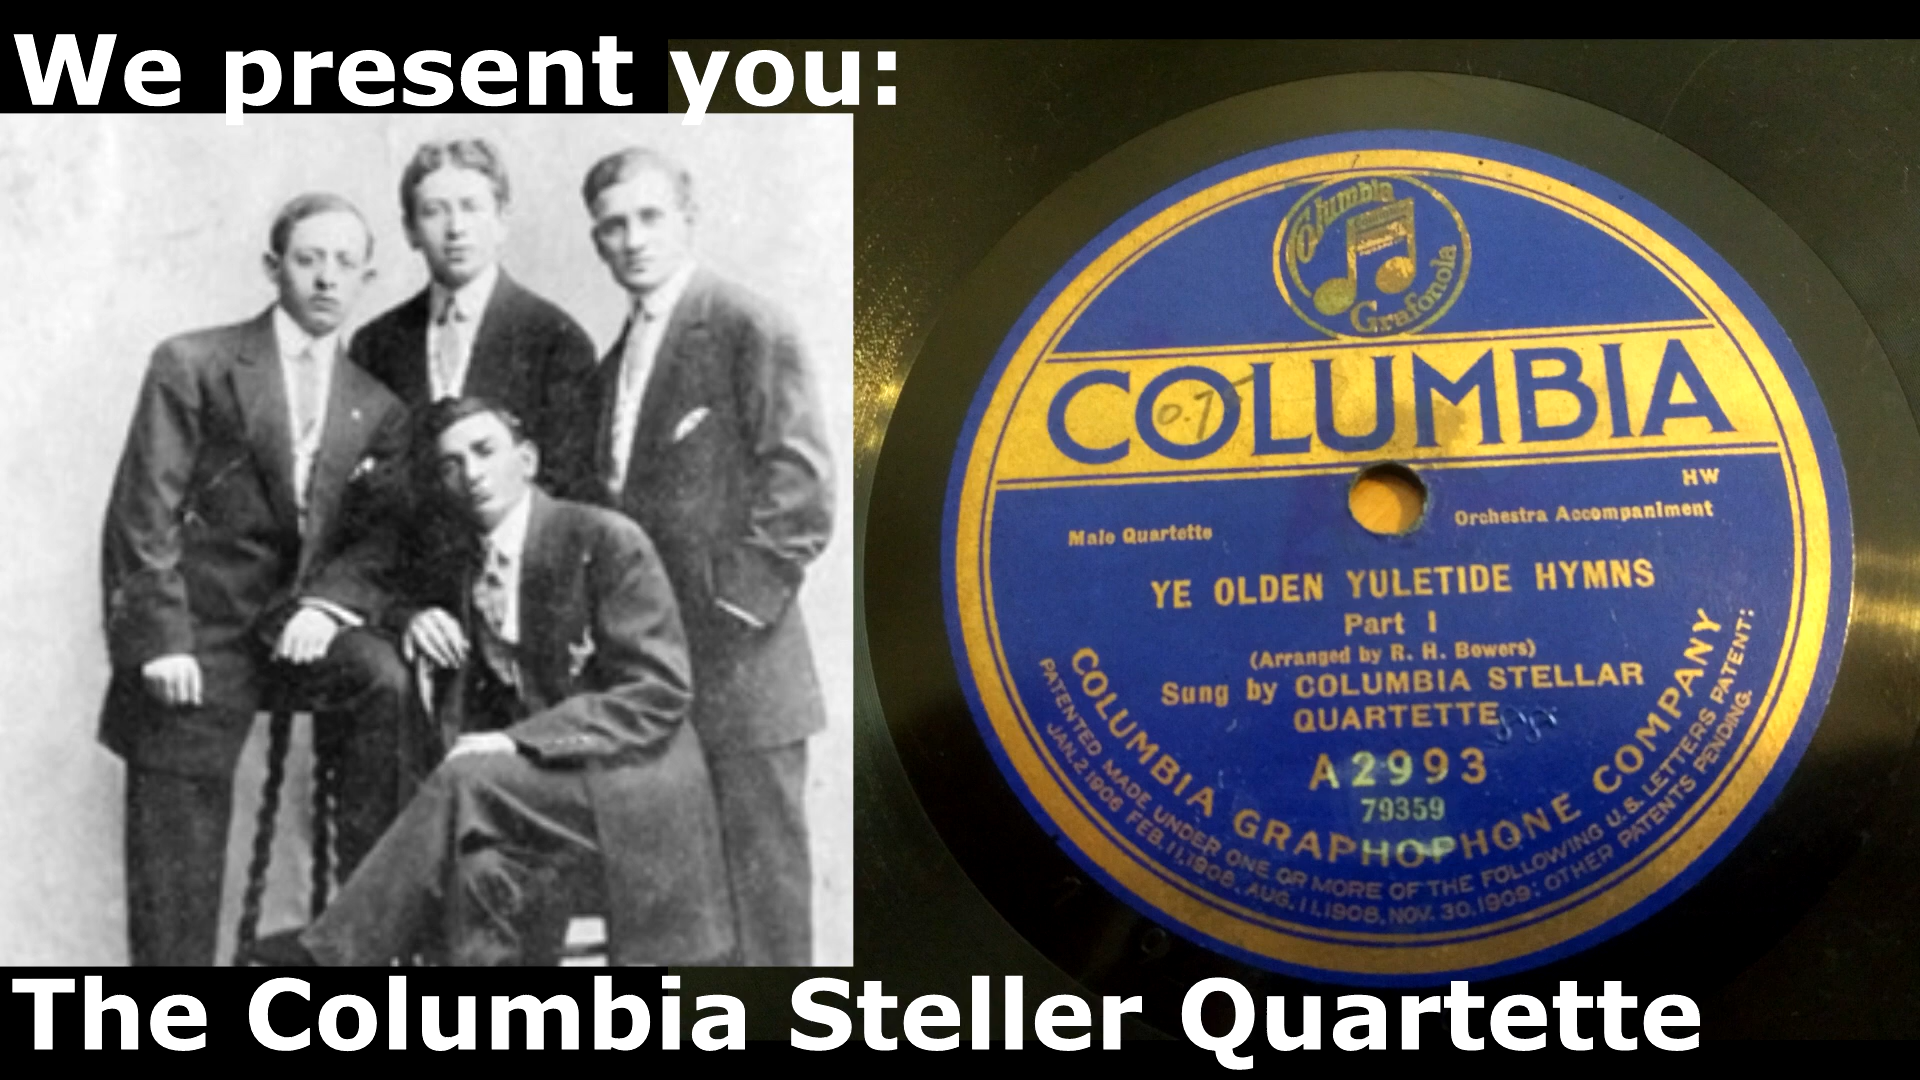 We present you:
Columbia
Grafonola
COLUMBIA
HW
Male Quartette
Orchestra Accompaniment
YE OLDEN YULETIDE HYMNS
Part I
(Arranged by R. H. Bowers)
Sung by COLUMBIA STELLAR
QUARTETTE
A2993
79359
COLUMBIA GRAPHOPHONE COMPANY
PATENTED MADE UNDER ONE OR MORE OF THE FOLLOWING U.S. LETTERS PATENT:
JAN.2,1906 FEB.11,1908, AUG.11,1908, NOV. 30,1909: OTHER PATENTS PENDING.
The Columbia Steller Quartette